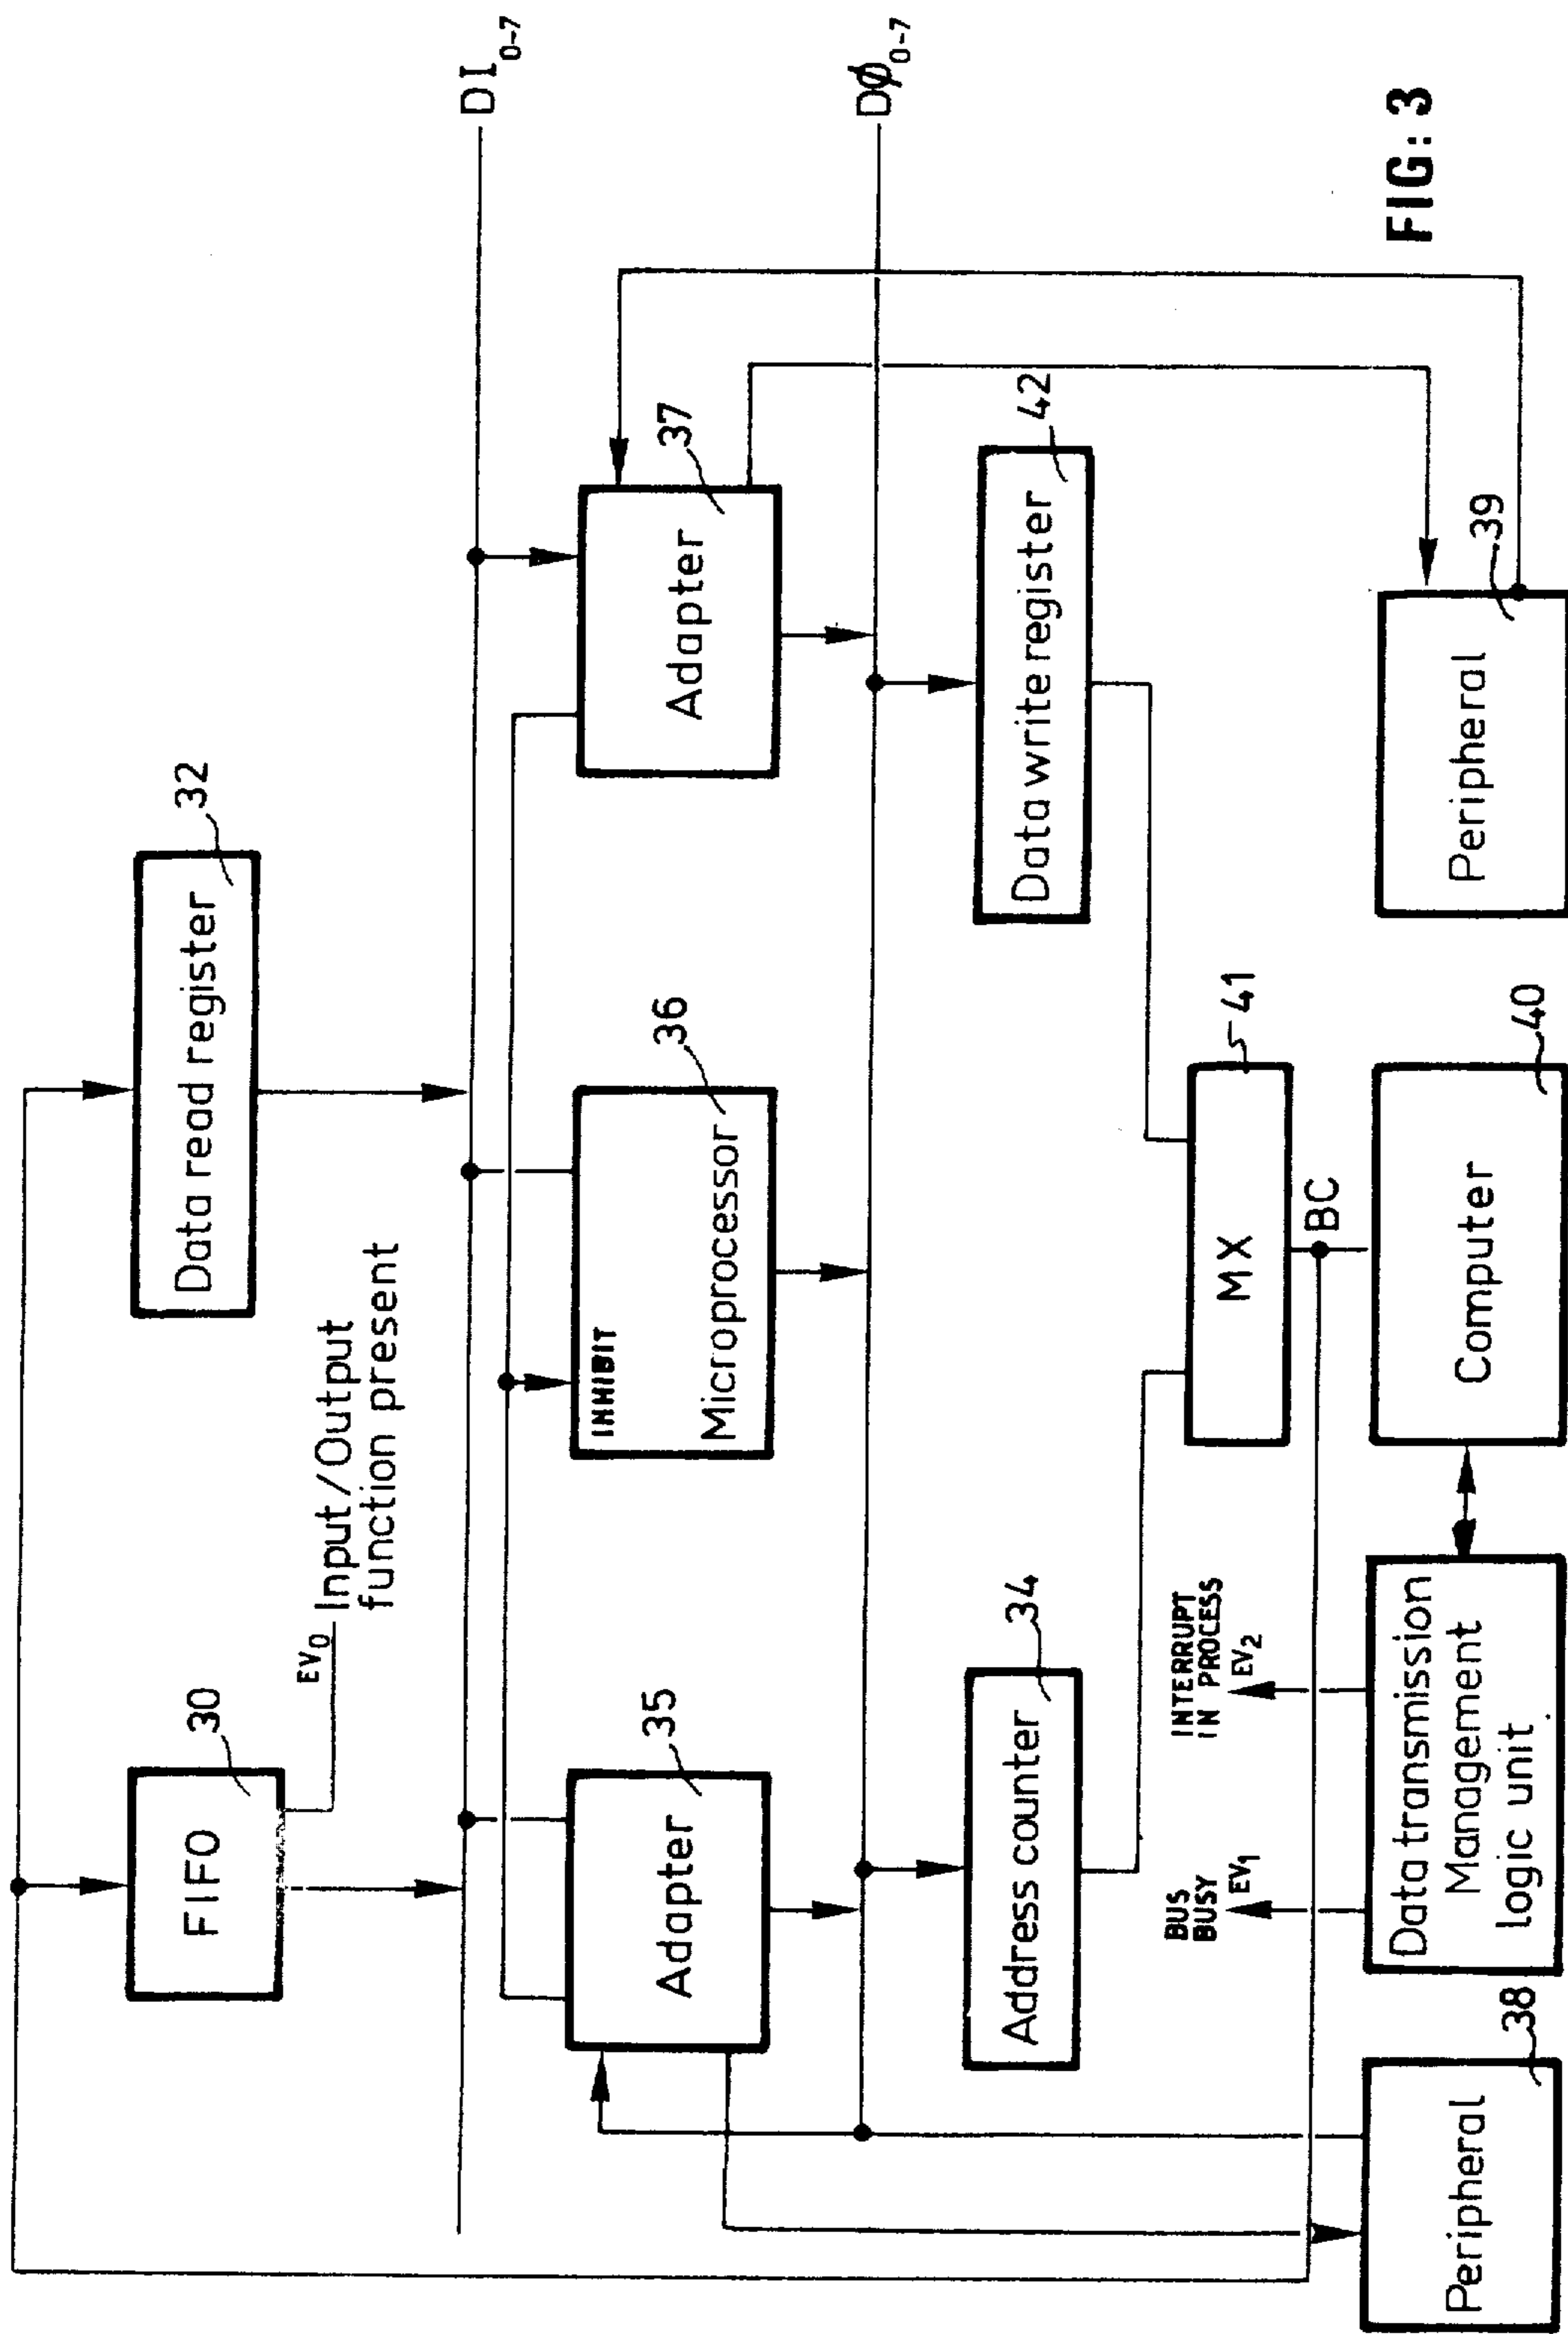 FIFO
30
EV0
Input/Output
function present
Data read register
32
DI0-7
Adapter
35
INHIBIT
Microprocessor
36
Adapter
37
DØ0-7
Address counter
34
Data write register
42
BUS
BUSY
EV1
INTERRUPT
IN PROCESS
EV2
MX
41
BC
Peripheral
38
Data transmission
Management
logic unit
Computer
40
Peripheral
39
FIG: 3